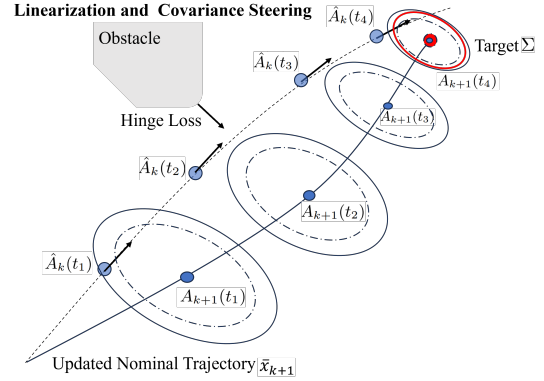 Linearization and Covariance Steering
Obstacle
Hinge Loss
Â_k(t_4)
Target Σ
A_{k+1}(t_4)
Â_k(t_3)
A_{k+1}(t_3)
Â_k(t_2)
A_{k+1}(t_2)
Â_k(t_1)
A_{k+1}(t_1)
Updated Nominal Trajectory x̄_{k+1}